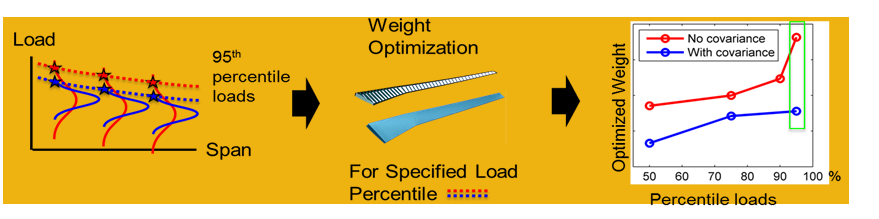 Load
95th
percentile
loads
Span
Weight
Optimization
For Specified Load
Percentile
No covariance
With covariance
Optimized Weight
50 60 70 80 90 100 %
Percentile loads